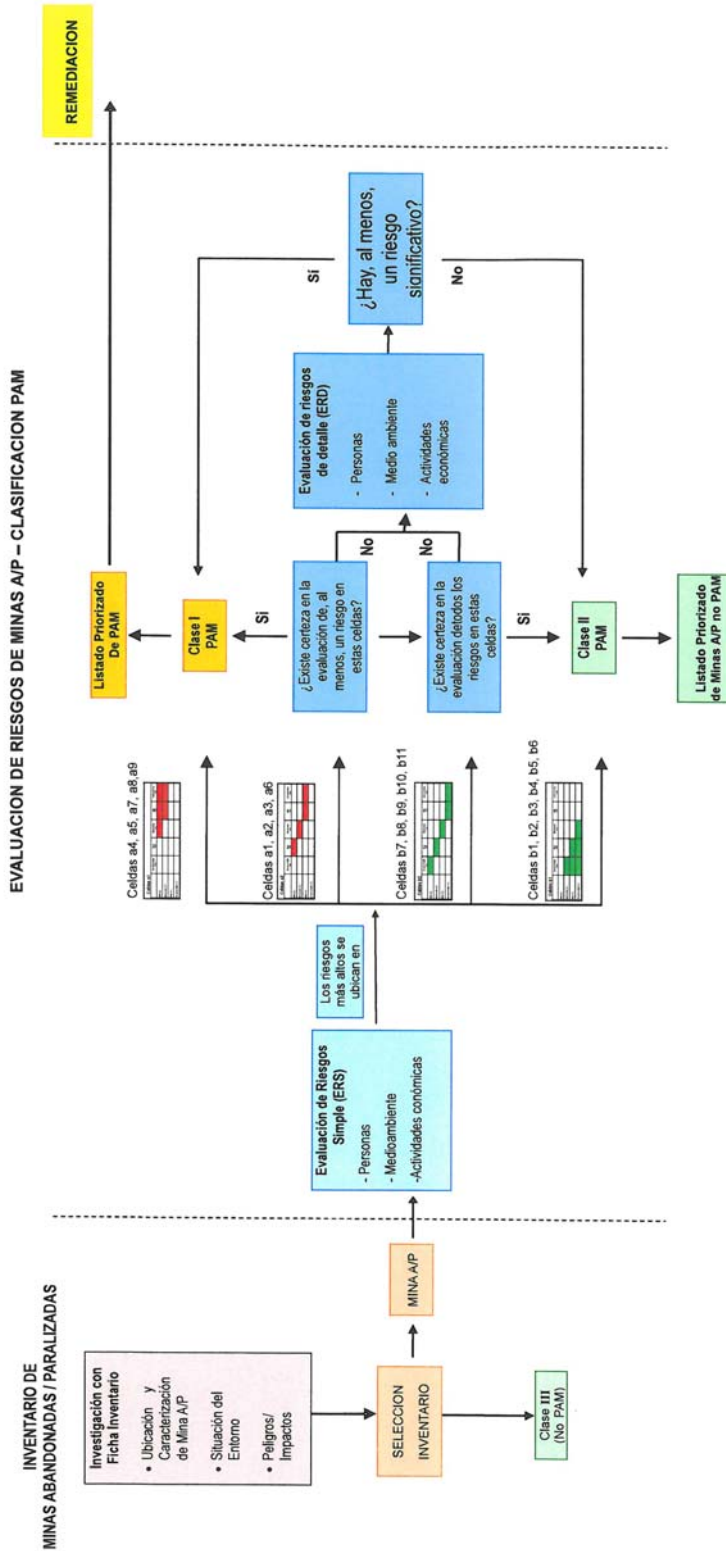 EVALUACION DE RIESGOS DE MINAS A/P – CLASIFICACION PAM
INVENTARIO DE
MINAS ABANDONADAS / PARALIZADAS
Investigación con
Ficha Inventario
• Ubicación y
Caracterización
de Mina A/P
• Situación del
Entorno
• Peligros/
Impactos
SELECCION
INVENTARIO
MINA A/P
Clase III
(No PAM)
Evaluación de Riesgos
Simple (ERS)
- Personas
- Medioambiente
-Actividades conómicas
Los riesgos
más altos se
ubican en
Celdas a4, a5, a7, a8,a9
Celdas a1, a2, a3, a6
Celdas b7, b8, b9, b10, b11
Celdas b1, b2, b3, b4, b5, b6
Listado Priorizado
De PAM
Clase I
PAM
Si
¿Existe certeza en la
evaluación de, al
menos, un riesgo en
estas celdas?
No
No
¿Existe certeza en la
evaluación detodos los
riesgos en estas
celdas?
Si
Clase II
PAM
Listado Priorizado
de Minas A/P no PAM
Evaluación de riesgos
de detalle (ERD)
- Personas
- Medio ambiente
- Actividades
económicas
Si
¿Hay, al menos,
un riesgo
significativo?
No
REMEDIACION